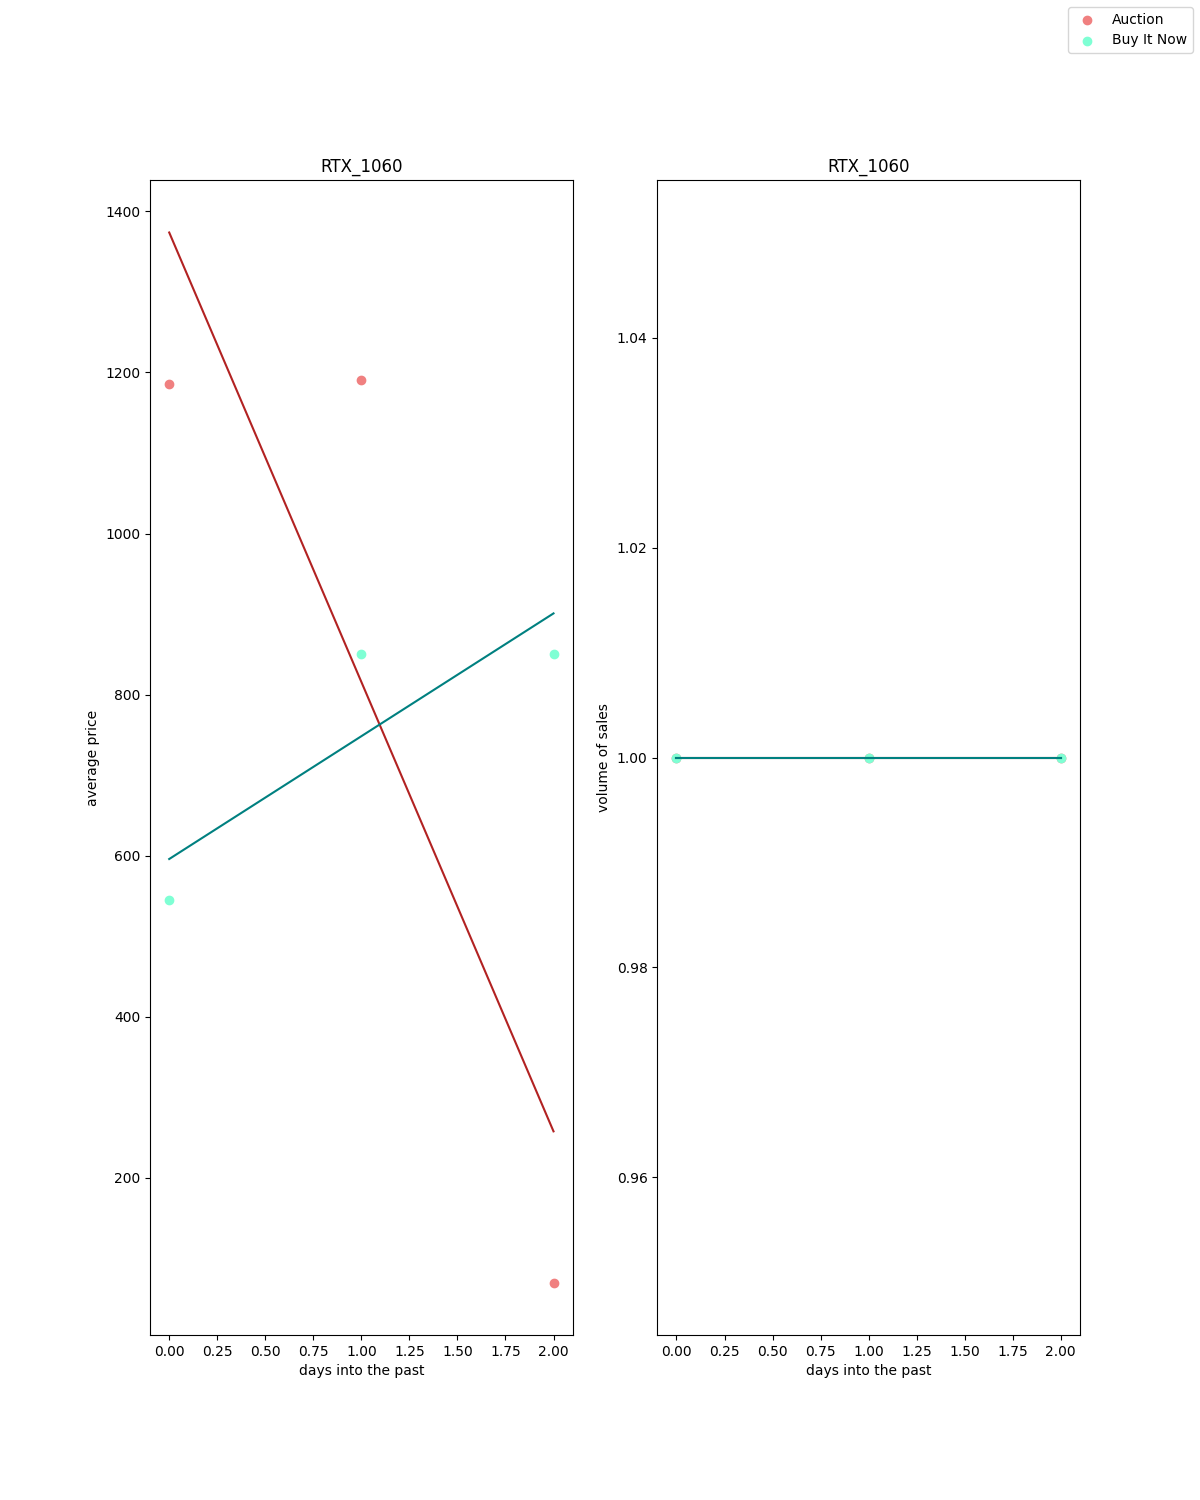 Auction
Buy It Now
RTX_1060
1400
1200
1000
800
600
400
200
average price
0.00 0.25 0.50 0.75 1.00 1.25 1.50 1.75 2.00
days into the past
RTX_1060
1.04
1.02
1.00
0.98
0.96
volume of sales
0.00 0.25 0.50 0.75 1.00 1.25 1.50 1.75 2.00
days into the past